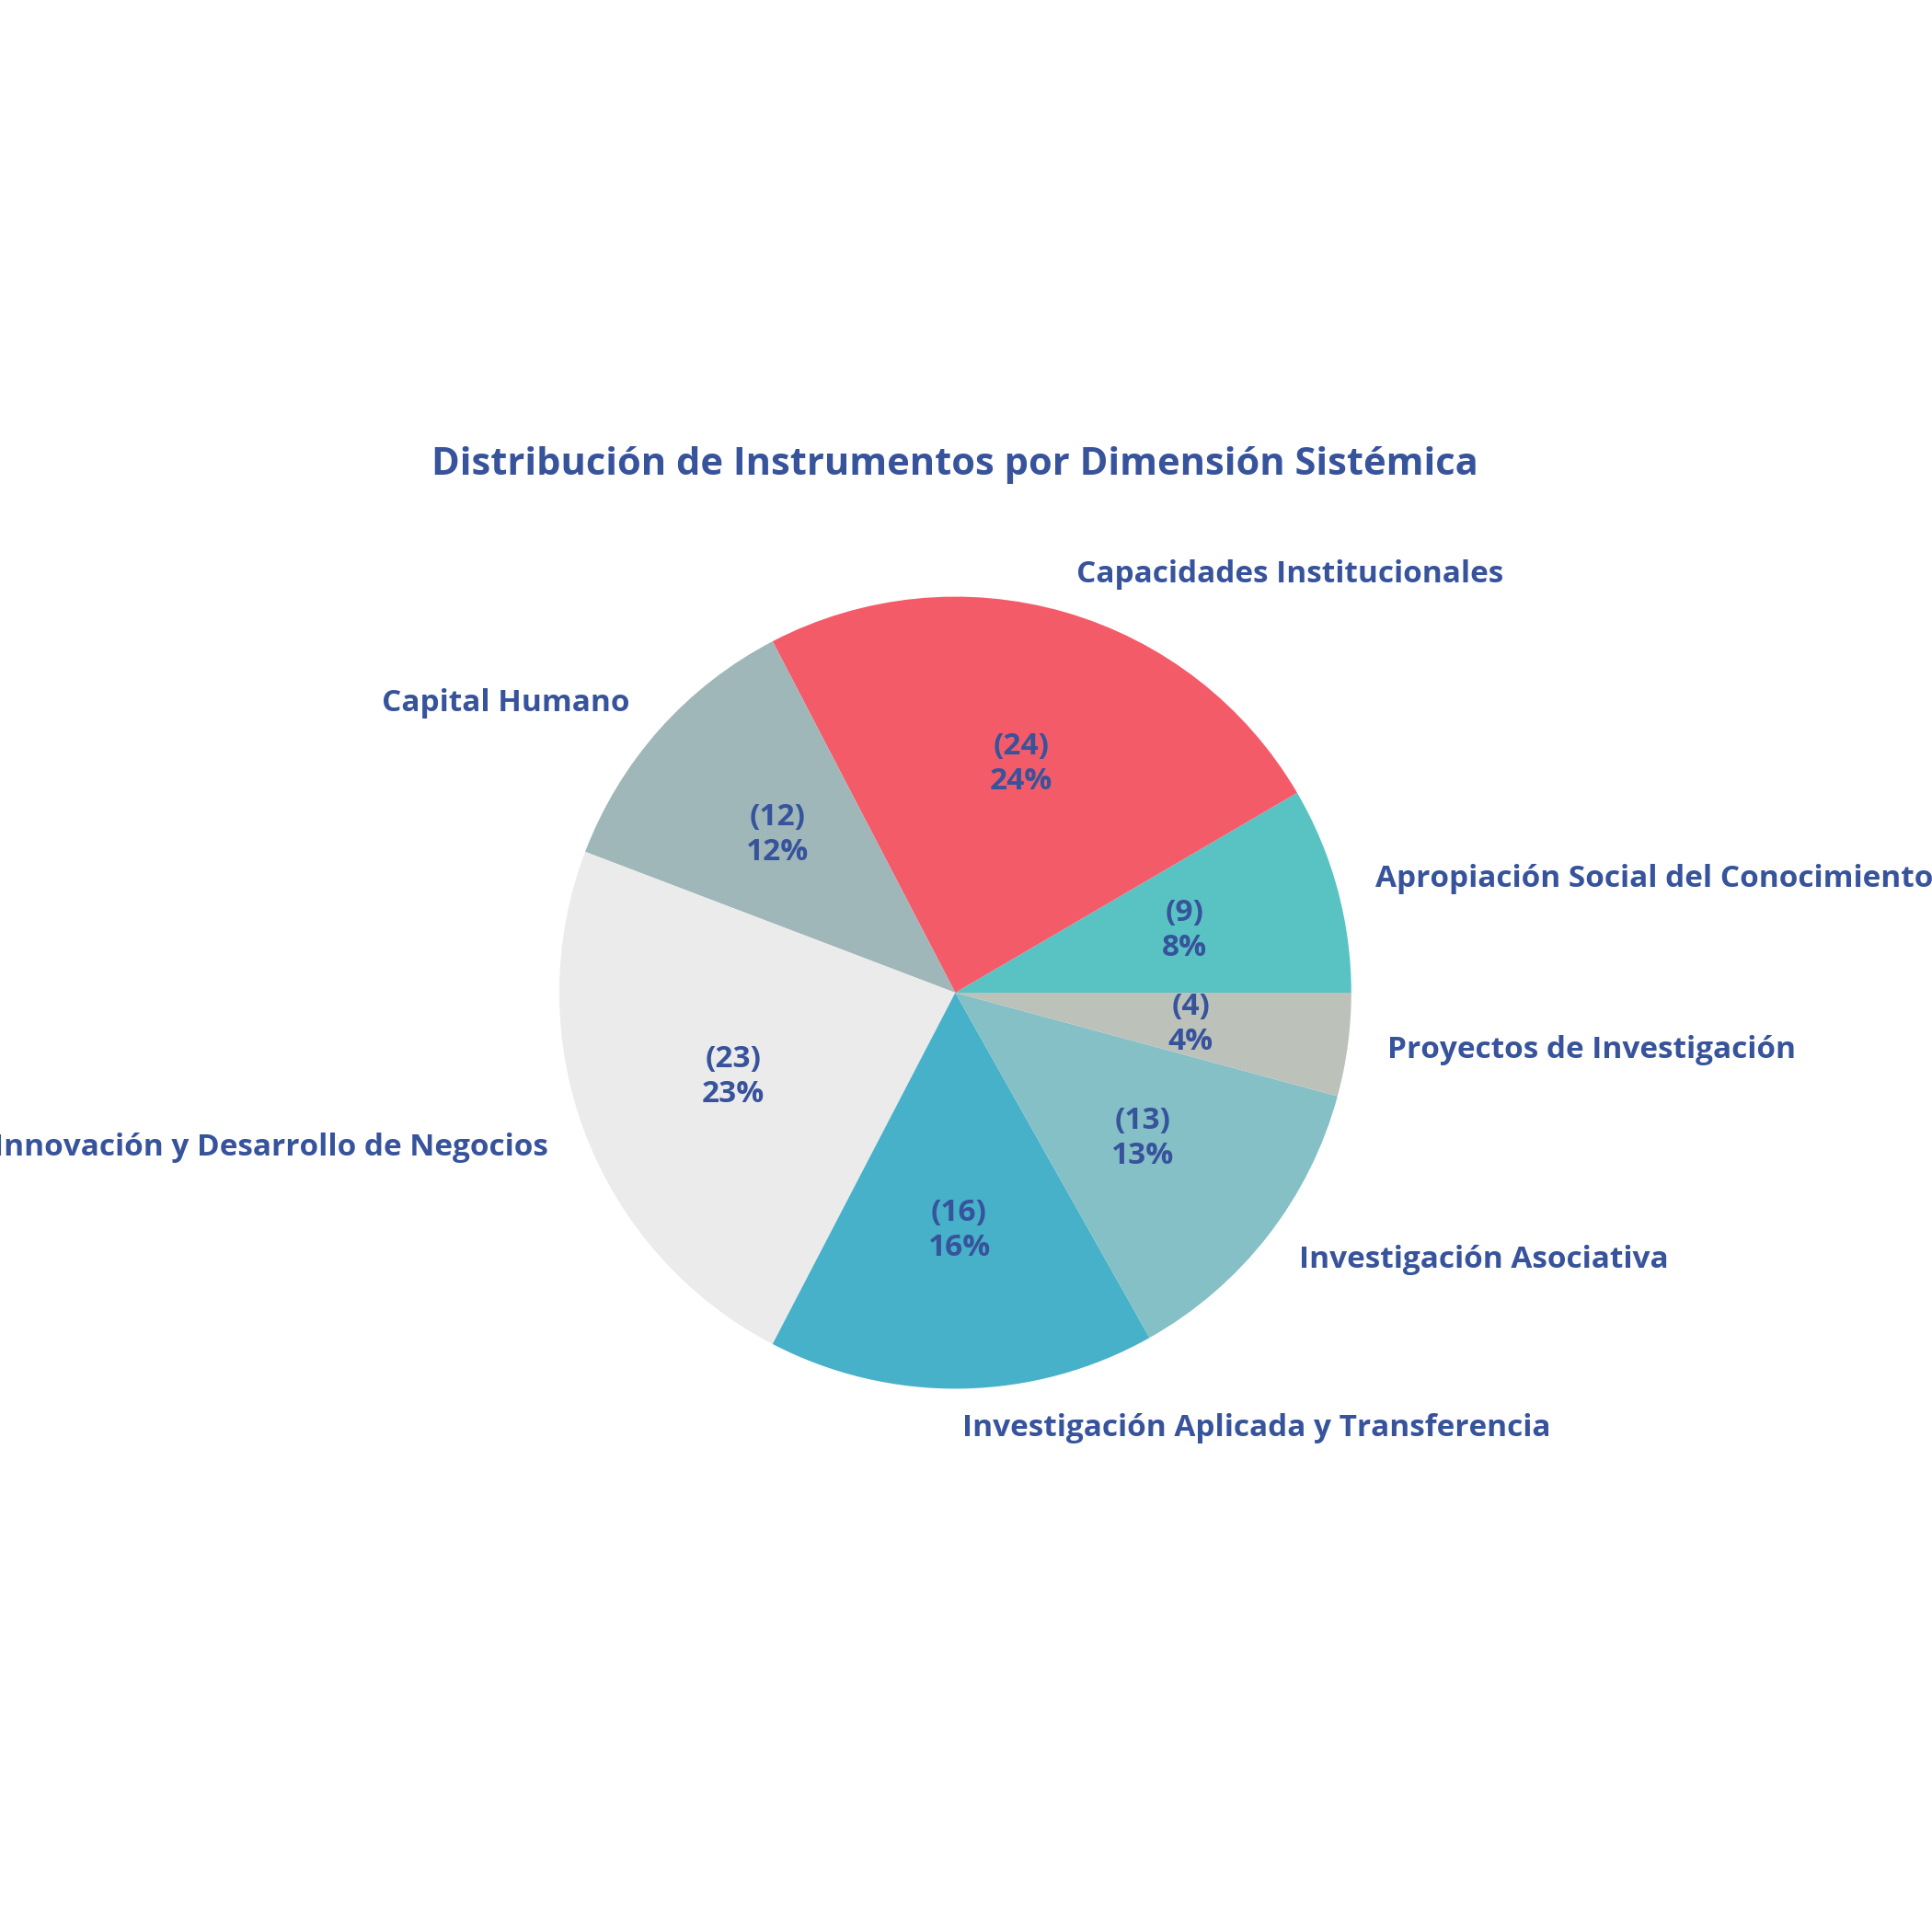 Distribución de Instrumentos por Dimensión Sistémica
Capacidades Institucionales
Capital Humano
(24)
24%
(12)
12%
Apropiación Social del Conocimiento
(9)
8%
(4)
4%
Proyectos de Investigación
(23)
23%
(13)
13%
Innovación y Desarrollo de Negocios
(16)
16%
Investigación Asociativa
Investigación Aplicada y Transferencia